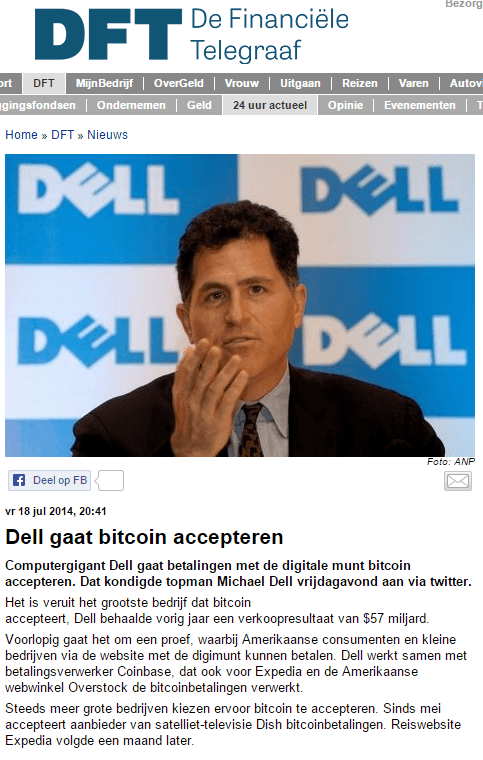 Bezorg
DFT De Financiële
Telegraaf
ort DFT MijnBedrijf OverGeld Vrouw Uitgaan Reizen Varen Autovi
ggingsfondsen Ondernemen Geld 24 uur actueel Opinie Evenementen T
Home » DFT » Nieuws
DELL DELL
DELL DELL
Foto: ANP
Deel op FB
vr 18 jul 2014, 20:41
Dell gaat bitcoin accepteren
Computergigant Dell gaat betalingen met de digitale munt bitcoin
accepteren. Dat kondigde topman Michael Dell vrijdagavond aan via twitter.
Het is veruit het grootste bedrijf dat bitcoin
accepteert, Dell behaalde vorig jaar een verkoopresultaat van $57 miljard.
Voorlopig gaat het om een proef, waarbij Amerikaanse consumenten en kleine
bedrijven via de website met de digimunt kunnen betalen. Dell werkt samen met
betalingsverwerker Coinbase, dat ook voor Expedia en de Amerikaanse
webwinkel Overstock de bitcoinbetalingen verwerkt.
Steeds meer grote bedrijven kiezen ervoor bitcoin te accepteren. Sinds mei
accepteert aanbieder van satelliet-televisie Dish bitcoinbetalingen. Reiswebsite
Expedia volgde een maand later.